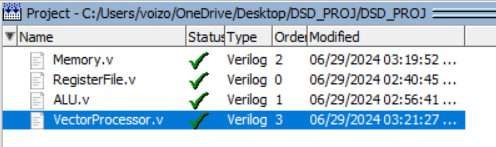 Project - C:/Users/voizo/OneDrive/Desktop/DSD_PROJ/DSD_PROJ
Name Status Type Order Modified
Memory.v Verilog 2 06/29/2024 03:19:52 ...
RegisterFile.v Verilog 0 06/29/2024 02:40:45 ...
ALU.v Verilog 1 06/29/2024 02:56:41 ...
VectorProcessor.v Verilog 3 06/29/2024 03:21:27 ...